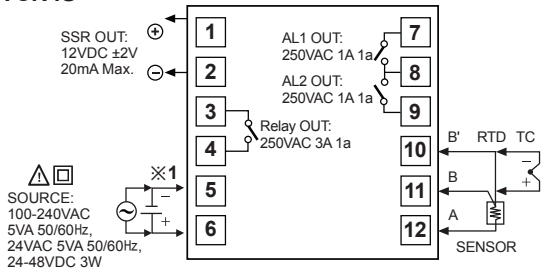 SSR OUT:
12VDC ±2V
20mA Max.
+
−
1
2
3
4
5
6
Relay OUT:
250VAC 3A 1a
AL1 OUT:
250VAC 1A 1a
AL2 OUT:
250VAC 1A 1a
7
8
9
10
11
12
※1
−
+
SOURCE:
100-240VAC
5VA 50/60Hz,
24VAC 5VA 50/60Hz,
24-48VDC 3W
B' RTD TC
B
A
−
+
SENSOR